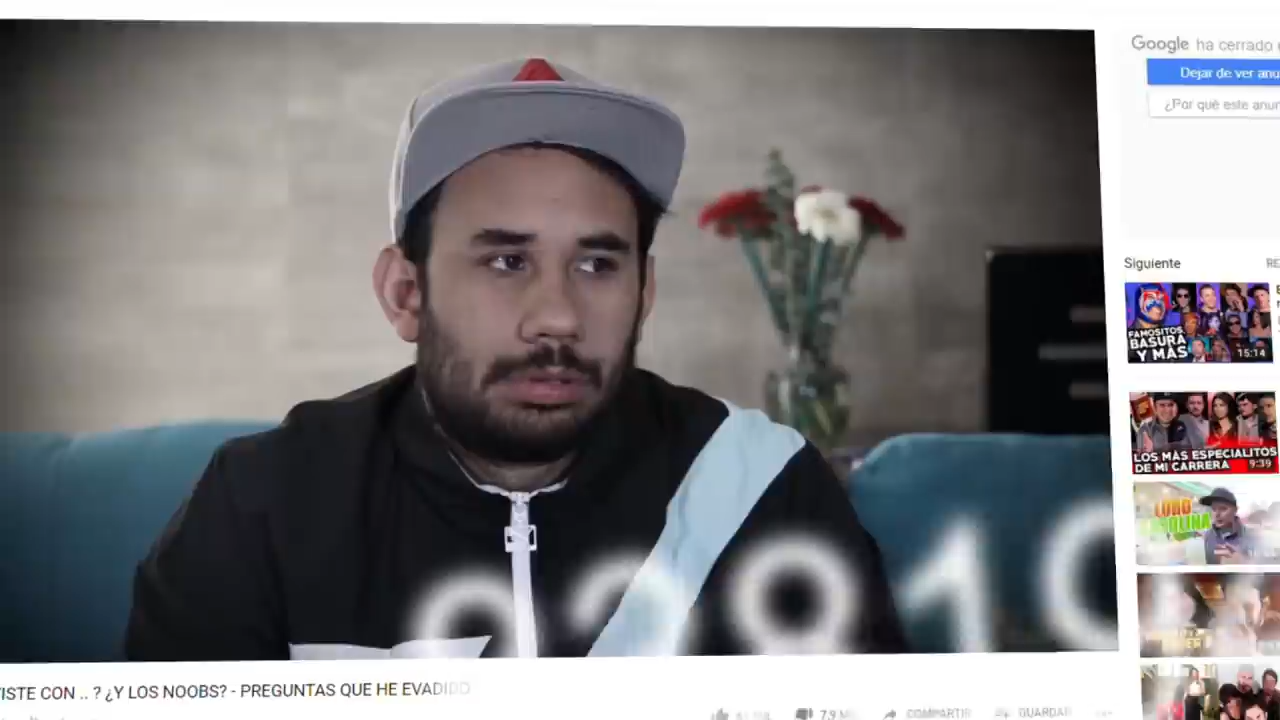 Google ha cerrado
Dejar de ver anu
¿Por qué este anun
Siguiente
RE
FAMOSITOS,
BASURA
Y MÁS
15:14
LOS MÁS ESPECIALITOS
DE MI CARRERA
9:39
ISTE CON .. ? ¿Y LOS NOOBS? - PREGUNTAS QUE HE EVADIDO
COMPARTIR
GUARDAR